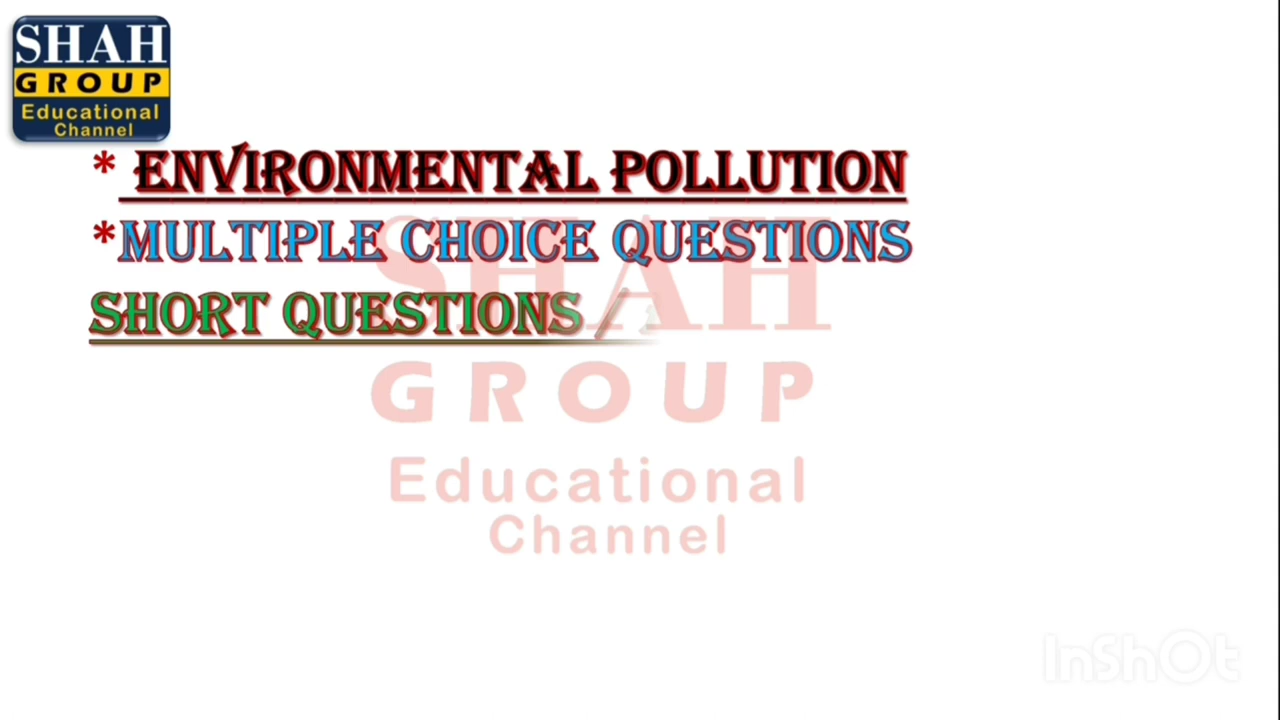 SHAH
GROUP
Educational
Channel
* ENVIRONMENTAL POLLUTION
*MULTIPLE CHOICE QUESTIONS
SHORT QUESTIONS /
SHAH
GROUP
Educational
Channel
InShOt